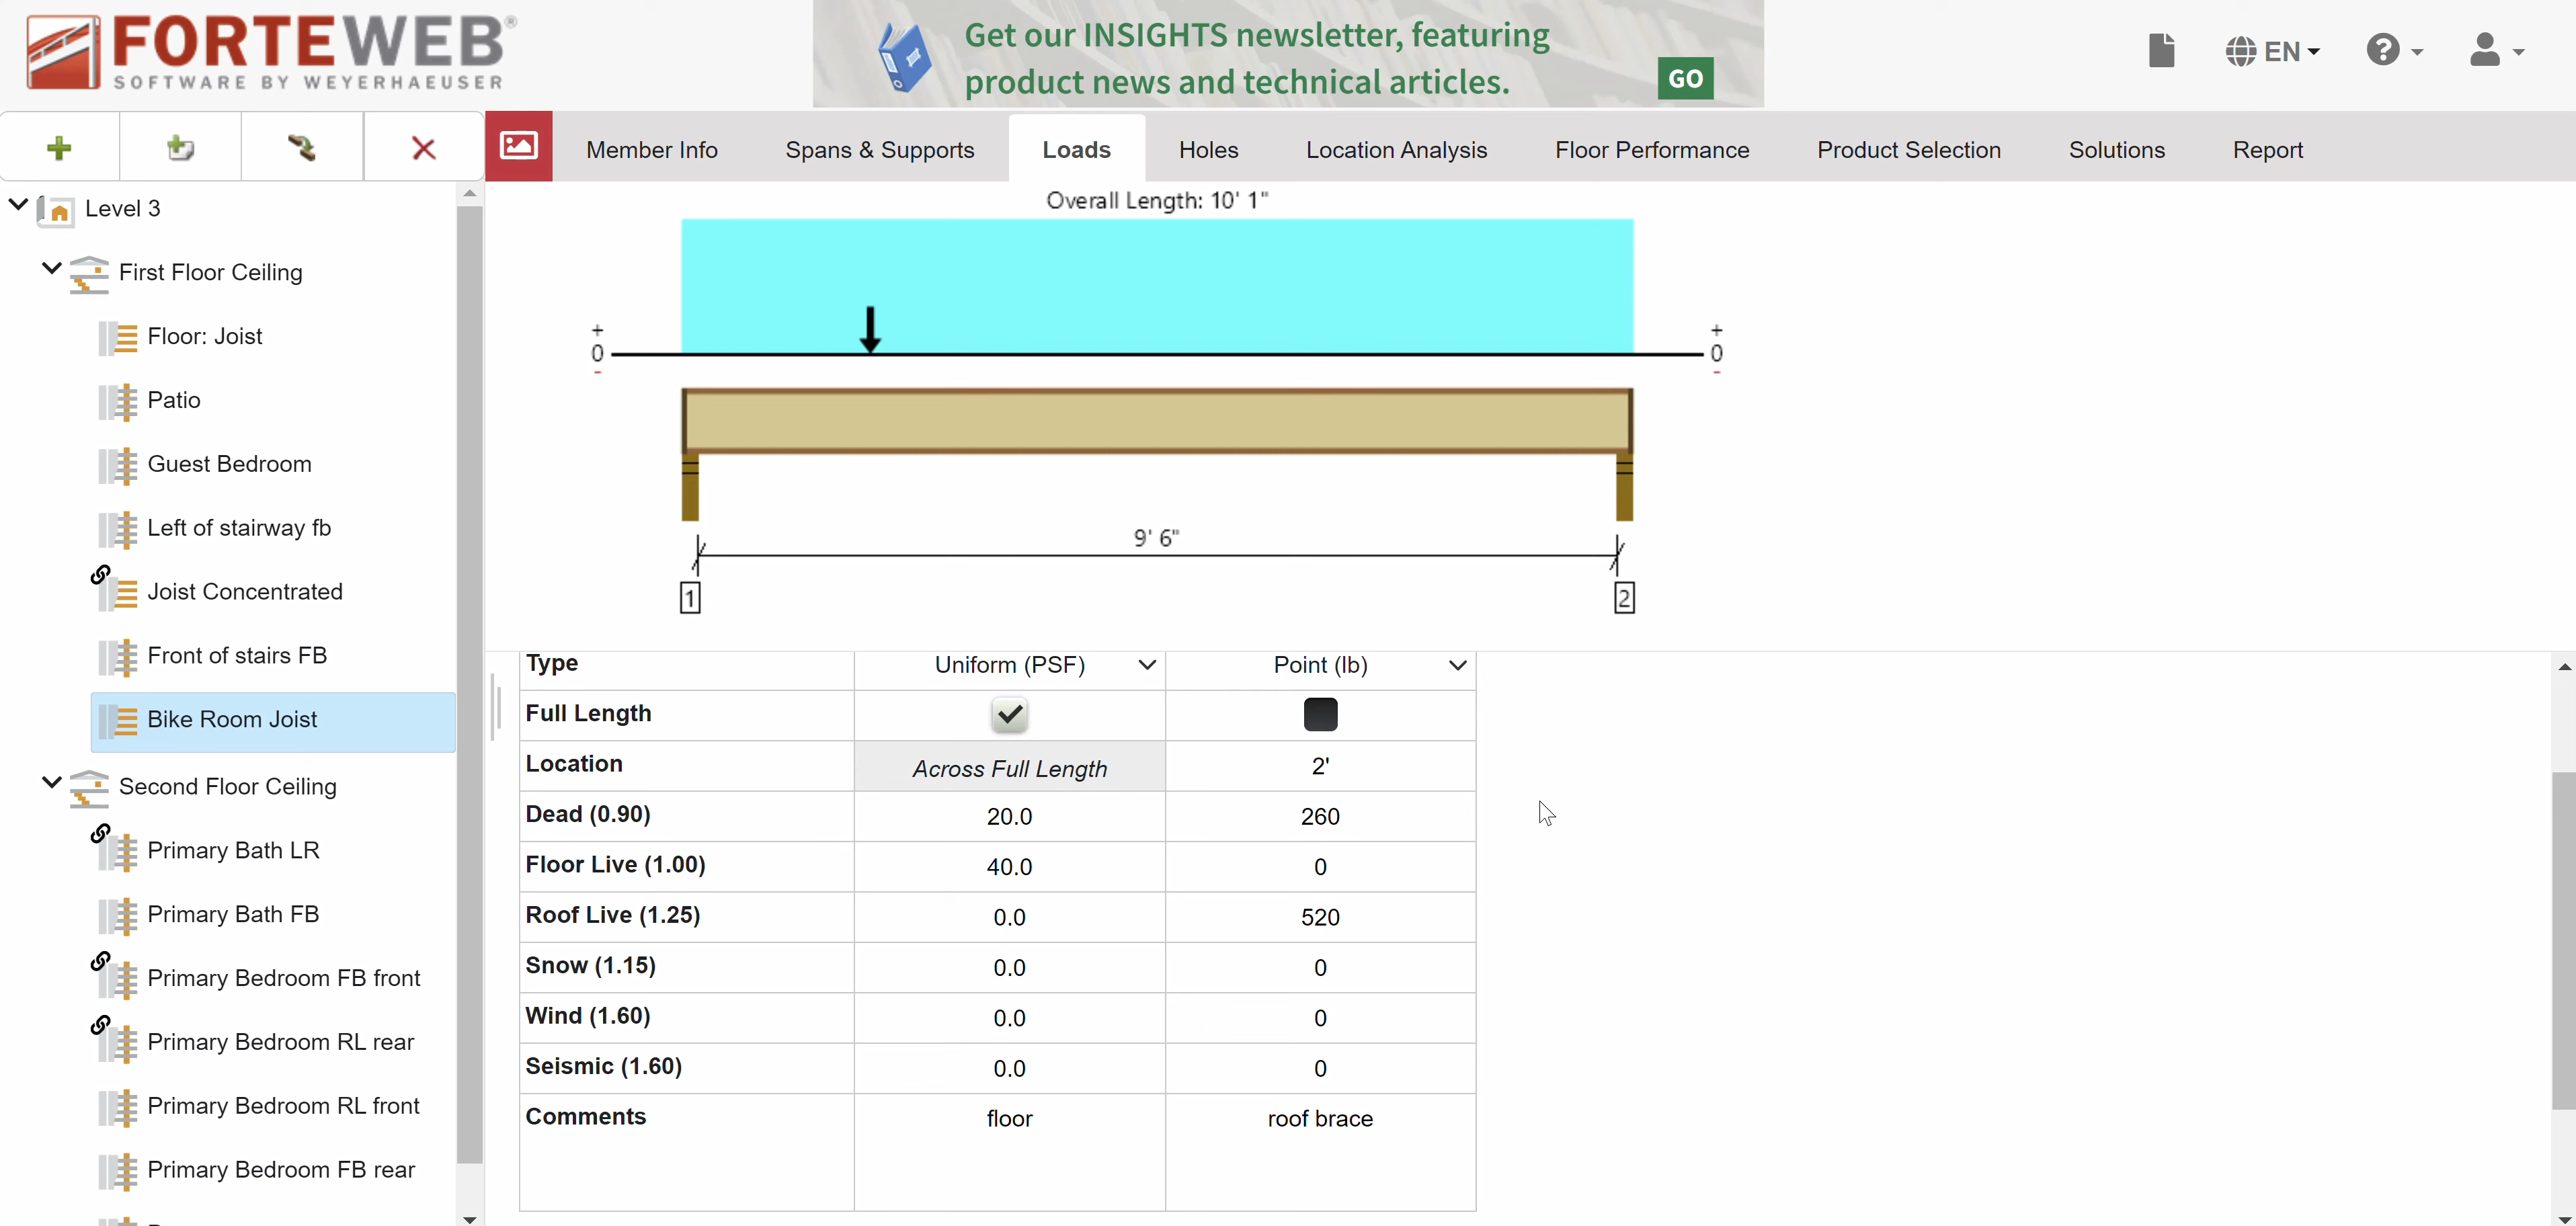 FORTEWEB®
SOFTWARE BY WEYERHAEUSER
Get our INSIGHTS newsletter, featuring
product news and technical articles.
GO
EN
Member Info
Spans & Supports
Loads
Holes
Location Analysis
Floor Performance
Product Selection
Solutions
Report
Level 3
First Floor Ceiling
Floor: Joist
Patio
Guest Bedroom
Left of stairway fb
Joist Concentrated
Front of stairs FB
Bike Room Joist
Second Floor Ceiling
Primary Bath LR
Primary Bath FB
Primary Bedroom FB front
Primary Bedroom RL rear
Primary Bedroom RL front
Primary Bedroom FB rear
Overall Length: 10' 1"
+ +
0 0
- -
9' 6"
1 2
Type Uniform (PSF) Point (lb)
Full Length
Location Across Full Length 2'
Dead (0.90) 20.0 260
Floor Live (1.00) 40.0 0
Roof Live (1.25) 0.0 520
Snow (1.15) 0.0 0
Wind (1.60) 0.0 0
Seismic (1.60) 0.0 0
Comments floor roof brace